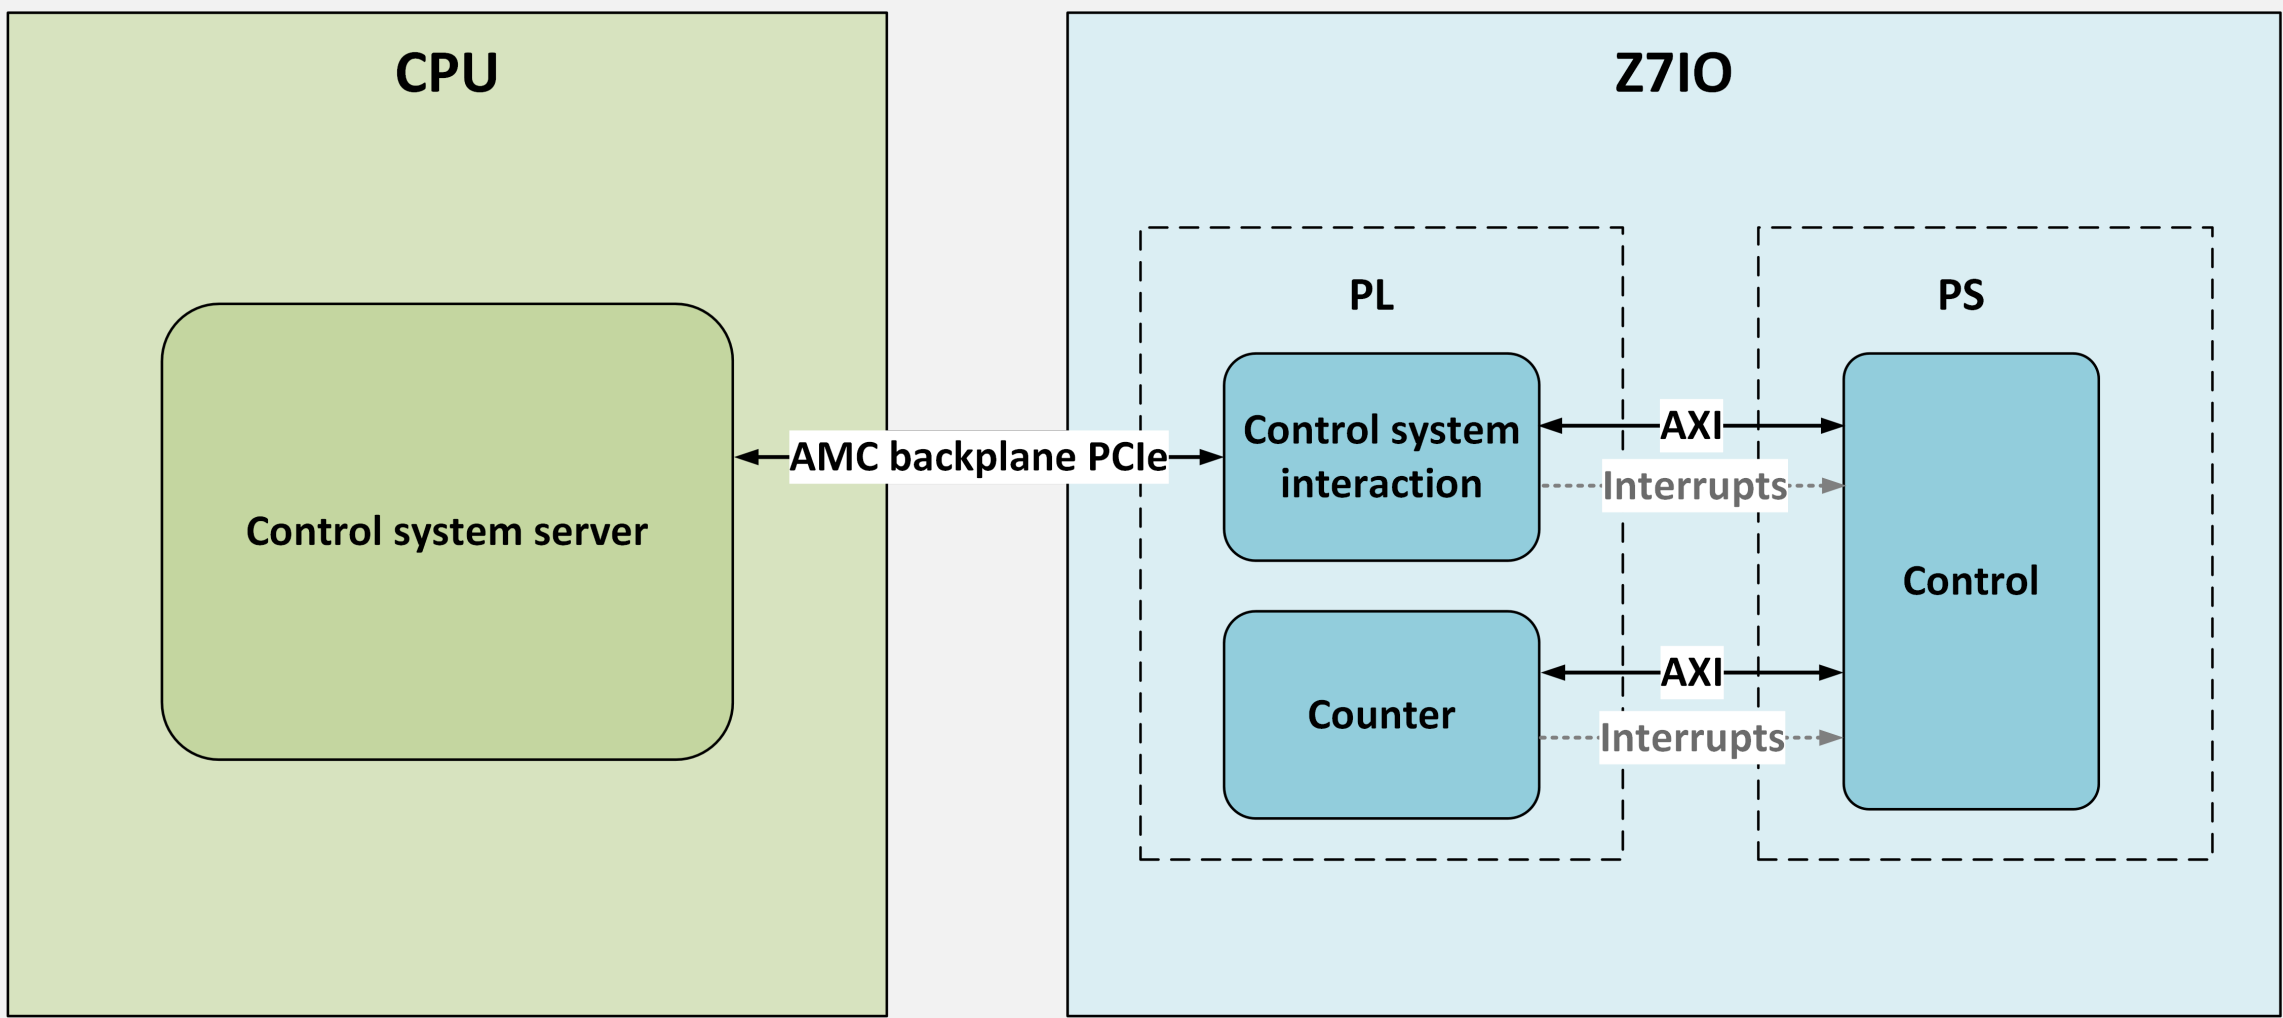 CPU
Z7IO
PL
PS
Control system server
AMC backplane PCIe
Control system
interaction
AXI
Interrupts
Control
Counter
AXI
Interrupts